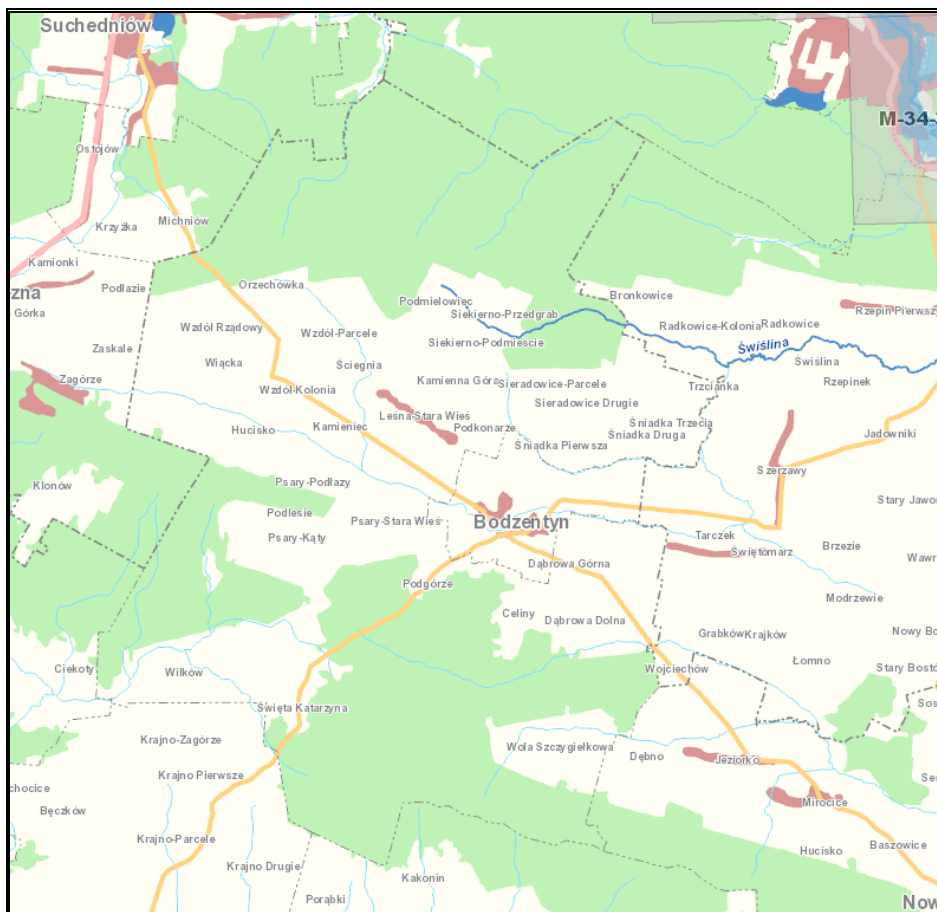 Suchedniów
M-34-
Ostojów
Krzyżka
Michniów
Kamionki
Podłazie
Orzechówka
Podmielowiec
Bronkowice
zna
Górka
Siekierno-Przedgrab
Rzepin Pierwszy
Wzdół Rządowy
Wzdół-Parcele
Radkowice-Kolonia
Radkowice
Zaskale
Siekierno-Podmieście
Świślina
Wiącka
Ściegnia
Świślina
Zagórze
Kamienna Góra
Sieradowice-Parcele
Trzcianka
Rzepinek
Wzdół-Kolonia
Sieradowice Drugie
Leśna-Stara Wieś
Hucisko
Kamieniec
Podkonarze
Śniadka Trzecia
Śniadka Druga
Jadowniki
Śniadka Pierwsza
Szerzawy
Klonów
Psary-Podłazy
Stary Jawor
Podlesie
Psary-Stara Wieś
Bodzentyn
Psary-Kąty
Tarczek
Świętomarz
Brzezie
Wawr
Podgórze
Dąbrowa Górna
Modrzewie
Celiny
Dąbrowa Dolna
Grabków
Krajków
Nowy Bo
Ciekoty
Wilków
Wojciechów
Łomno
Stary Bostó
Sos
Święta Katarzyna
Krajno-Zagórze
Wola Szczygiełkowa
Dębno
Jeziorko
Krajno Pierwsze
Ser
chocice
Bęczków
Mirocice
Krajno-Parcele
Hucisko
Baszowice
Krajno Drugie
Kakonin
Porąbki
Now